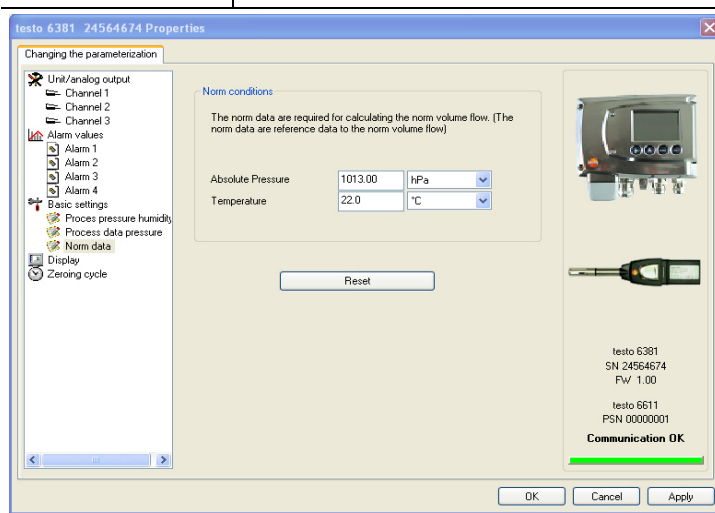 testo 6381 24564674 Properties
Changing the parameterization
Unit/analog output
Channel 1
Channel 2
Channel 3
Alarm values
Alarm 1
Alarm 2
Alarm 3
Alarm 4
Basic settings
Proces pressure humidity
Process data pressure
Norm data
Display
Zeroing cycle
Norm conditions
The norm data are required for calculating the norm volume flow. (The
norm data are reference data to the norm volume flow)
Absolute Pressure 1013.00 hPa
Temperature 22.0 °C
Reset
testo 6381
SN 24564674
FW 1.00
testo 6611
PSN 00000001
Communication OK
OK Cancel Apply